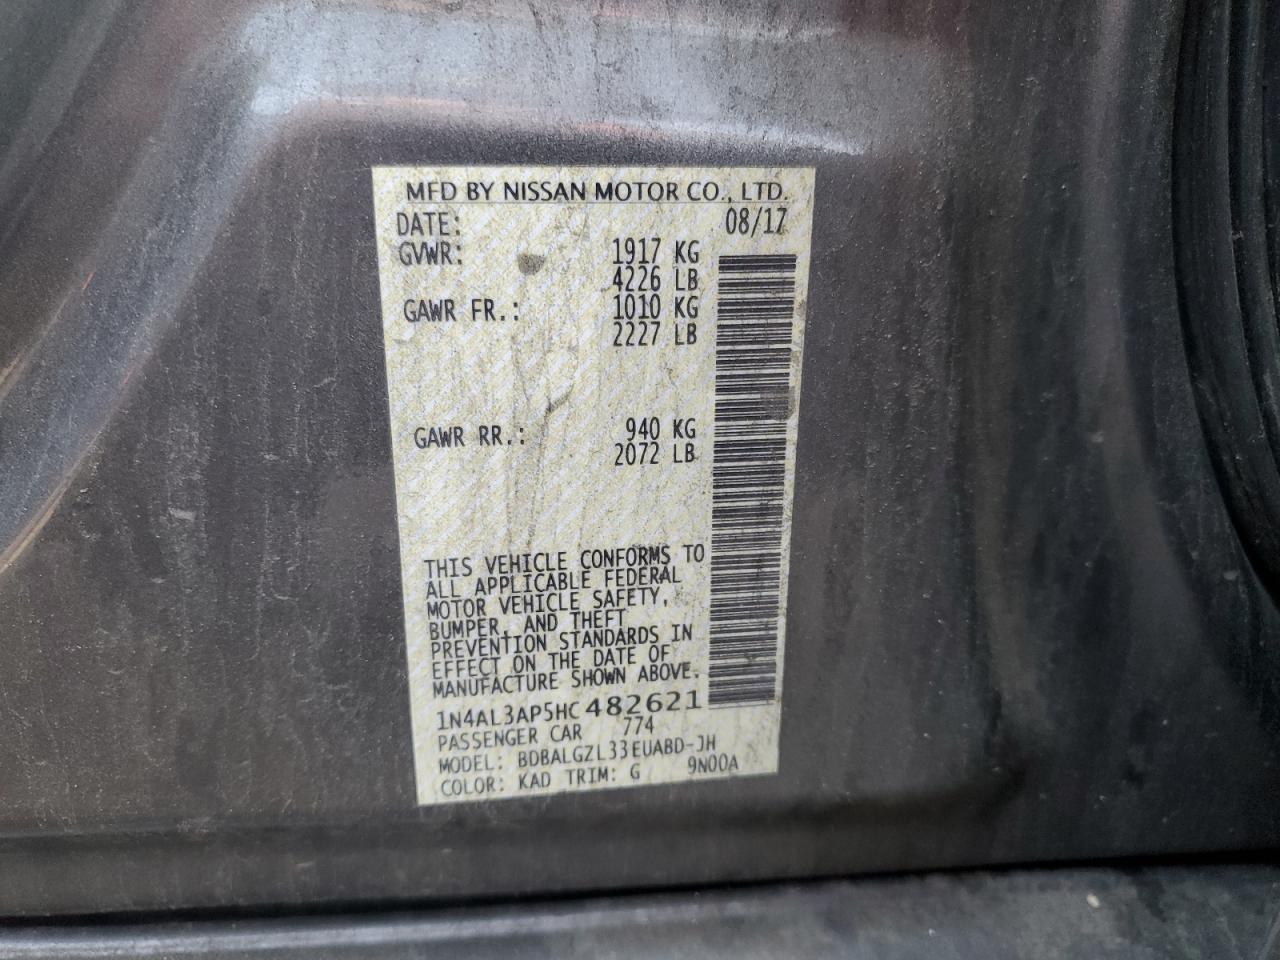 MFD BY NISSAN MOTOR CO., LTD.
DATE: 08/17
GVWR: 1917 KG
4226 LB
GAWR FR.: 1010 KG
2227 LB
GAWR RR.: 940 KG
2072 LB
THIS VEHICLE CONFORMS TO
ALL APPLICABLE FEDERAL
MOTOR VEHICLE SAFETY,
BUMPER, AND THEFT
PREVENTION STANDARDS IN
EFFECT ON THE DATE OF
MANUFACTURE SHOWN ABOVE.
1N4AL3AP5HC482621
PASSENGER CAR 774
MODEL: BDBALGZL33EUABD-JH
COLOR: KAD TRIM: G 9N00A